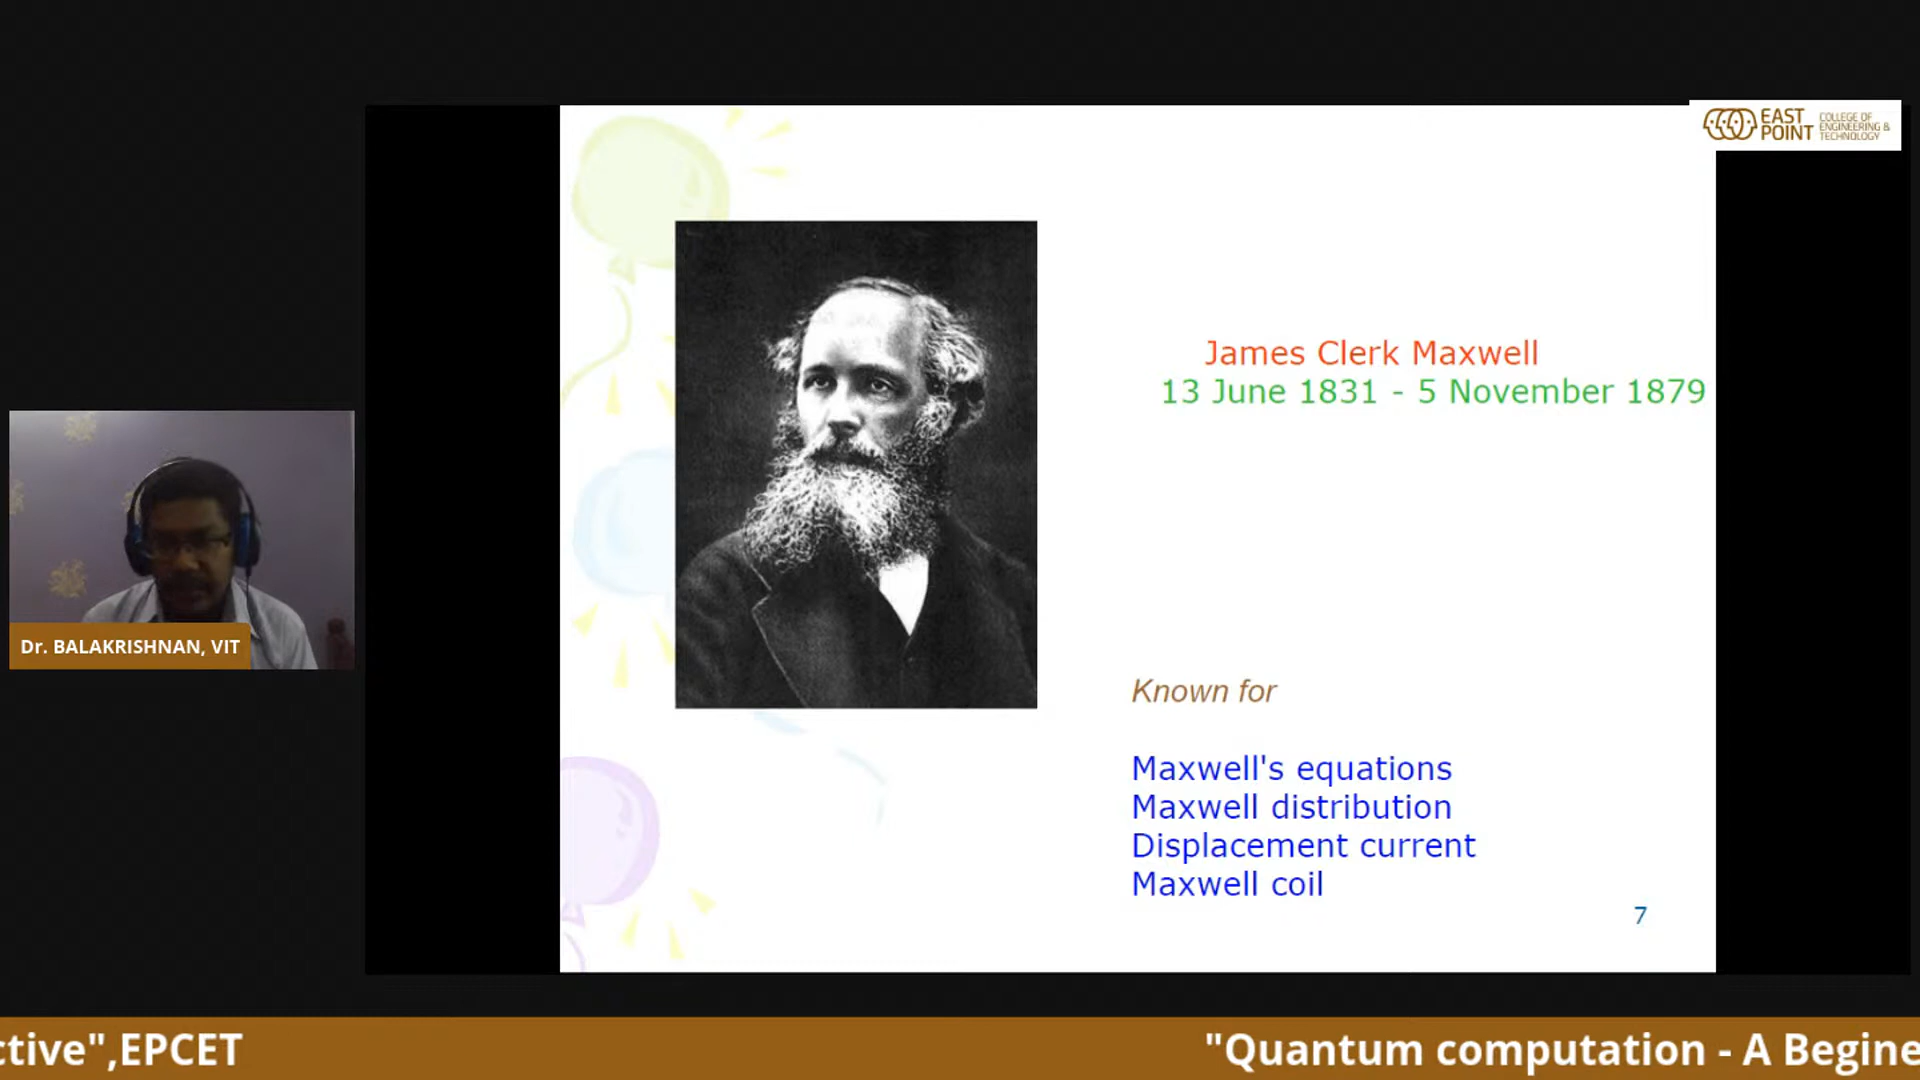 EAST
POINT
COLLEGE OF
ENGINEERING &
TECHNOLOGY
James Clerk Maxwell
13 June 1831 - 5 November 1879
Dr. BALAKRISHNAN, VIT
Known for
Maxwell's equations
Maxwell distribution
Displacement current
Maxwell coil
7
ctive",EPCET
"Quantum computation - A Begine